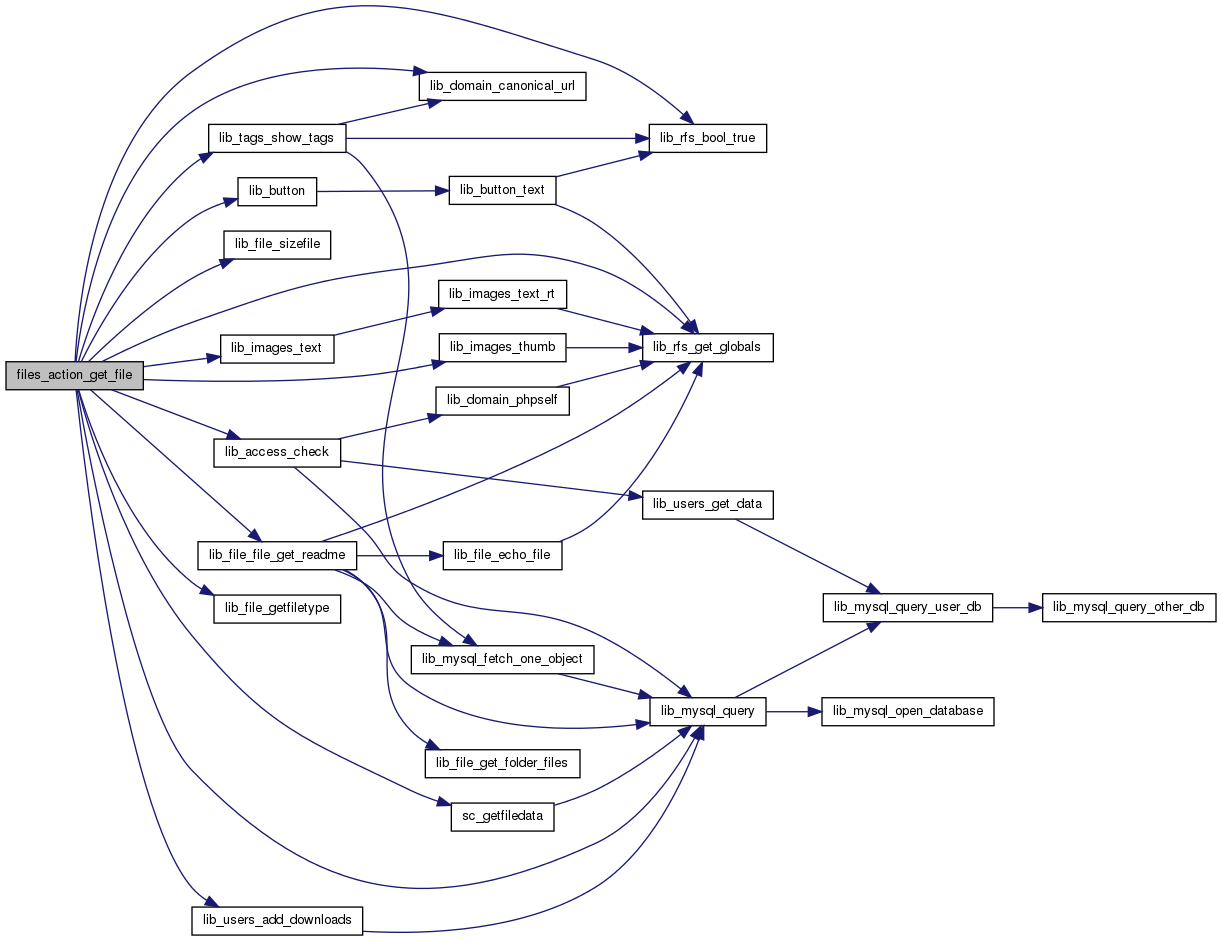 lib_domain_canonical_url
lib_tags_show_tags
lib_rfs_bool_true
lib_button
lib_button_text
lib_file_sizefile
lib_images_text_rt
lib_images_text
lib_images_thumb
lib_rfs_get_globals
files_action_get_file
lib_domain_phpself
lib_access_check
lib_users_get_data
lib_file_file_get_readme
lib_file_echo_file
lib_file_getfiletype
lib_mysql_query_user_db
lib_mysql_query_other_db
lib_mysql_fetch_one_object
lib_mysql_query
lib_mysql_open_database
lib_file_get_folder_files
sc_getfiledata
lib_users_add_downloads